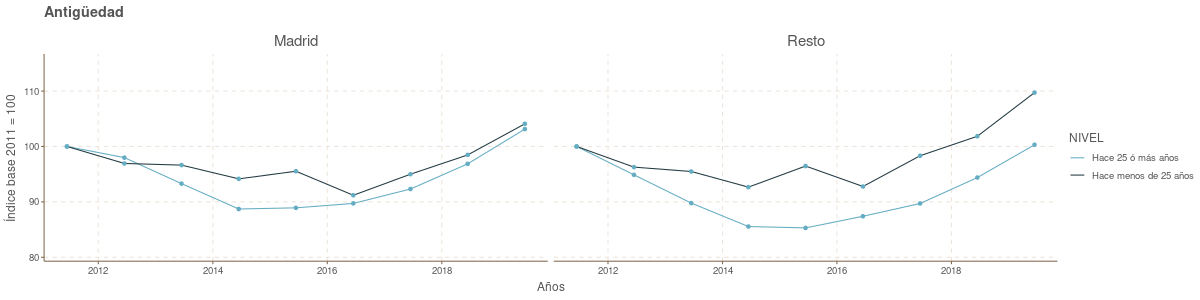 Antigüedad
Madrid
Resto
Índice base 2011 = 100
110
100
90
80
2012
2014
2016
2018
2012
2014
2016
2018
Años
NIVEL
Hace 25 ó más años
Hace menos de 25 años